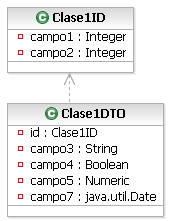 Clase1ID
campo1 : Integer
campo2 : Integer
Clase1DTO
id : Clase1ID
campo3 : String
campo4 : Boolean
campo5 : Numeric
campo7 : java.util.Date